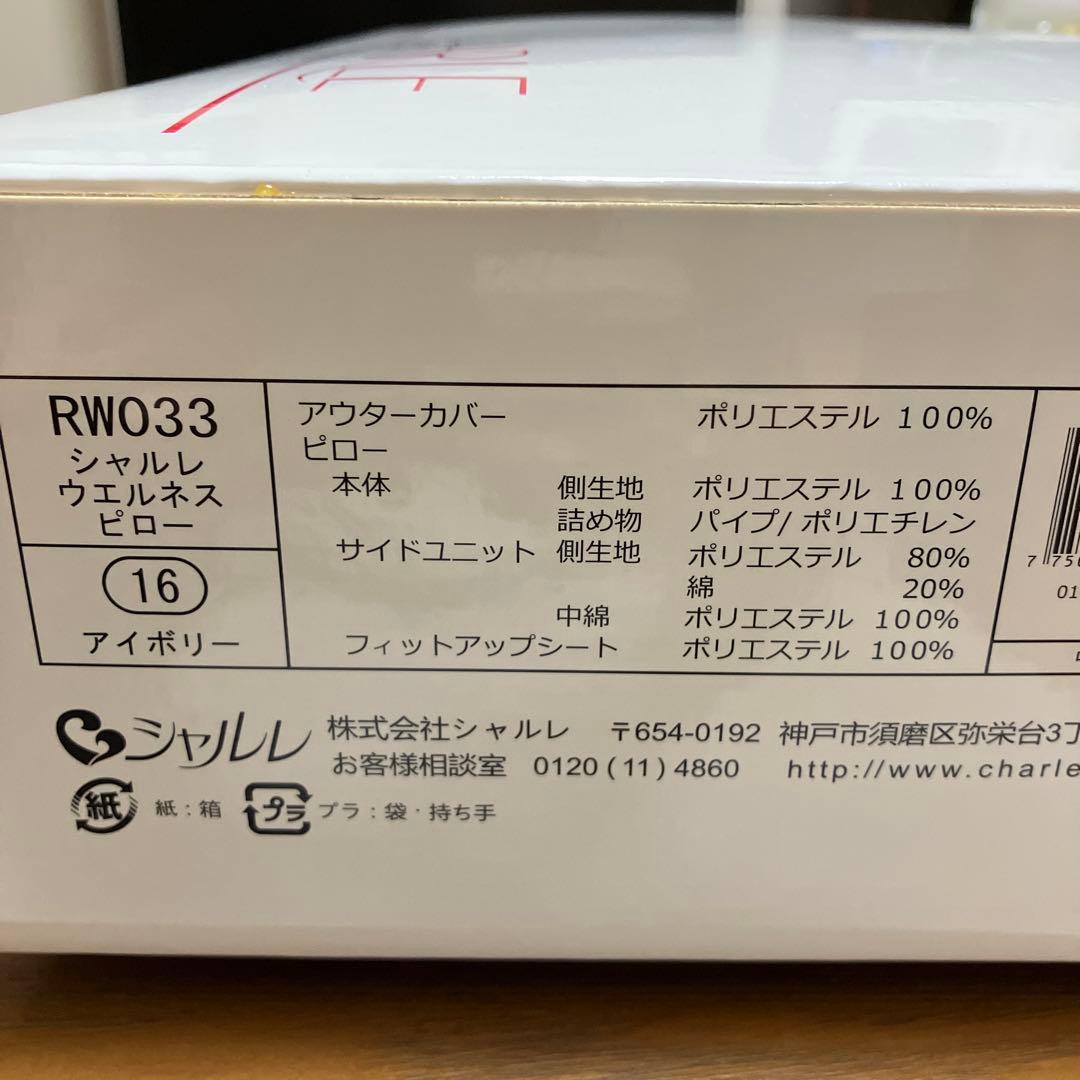 RW033
シャルレ
ウエルネス
ピロー
16
アイボリー
アウターカバー ポリエステル 100%
ピロー
本体 側生地 ポリエステル 100%
詰め物 パイプ/ポリエチレン
サイドユニット 側生地 ポリエステル 80%
綿 20%
中綿 ポリエステル 100%
フィットアップシート ポリエステル 100%
シャルレ 株式会社シャルレ 〒654-0192 神戸市須磨区弥栄台3丁
お客様相談室 0120(11)4860 http://www.charle
紙 紙:箱 プラ プラ:袋・持ち手